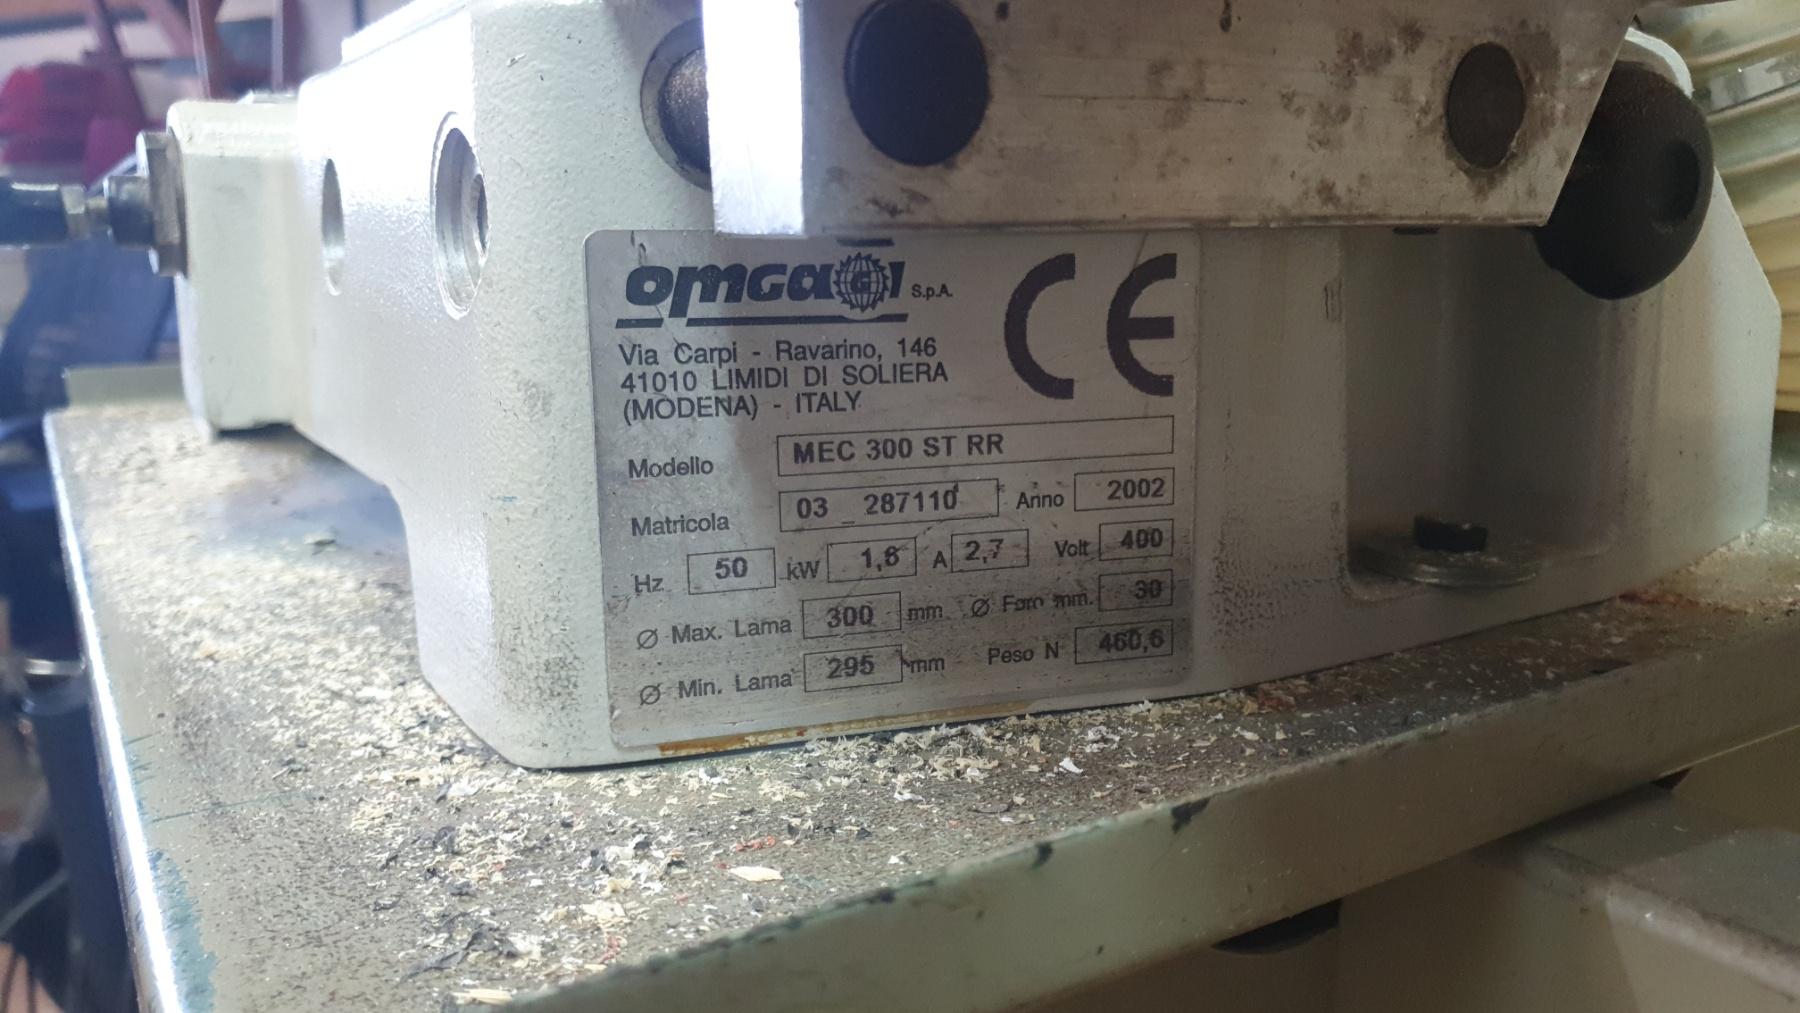 omga G S.p.A.
Via Carpi - Ravarino, 146
41010 LIMIDI DI SOLIERA
(MODENA) - ITALY
CE
Modello MEC 300 ST RR
Matricola 03_287110 Anno 2002
Hz 50 kW 1,8 A 2,7 Volt 400
Ø Max. Lama 300 mm Ø Foro mm. 30
Ø Min. Lama 295 mm Peso N 460,6